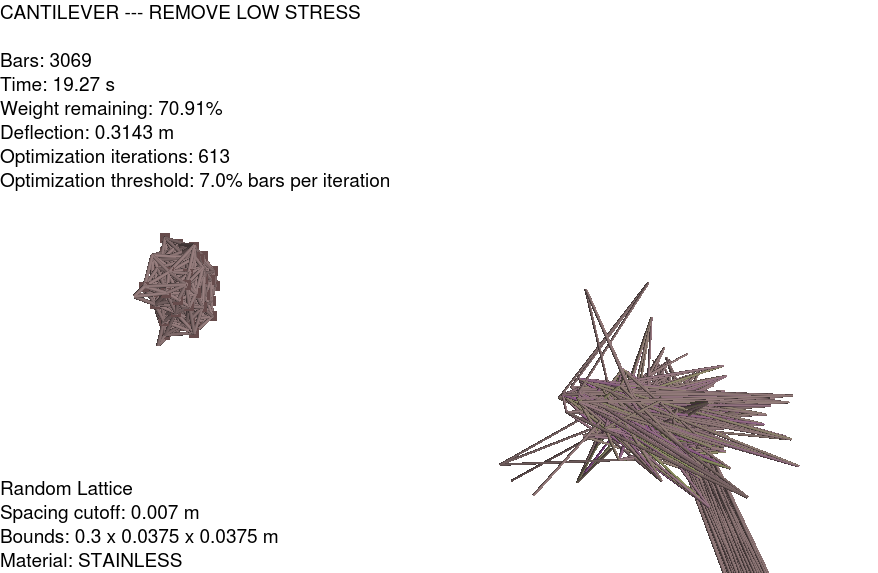 CANTILEVER --- REMOVE LOW STRESS
Bars: 3069
Time: 19.27 s
Weight remaining: 70.91%
Deflection: 0.3143 m
Optimization iterations: 613
Optimization threshold: 7.0% bars per iteration
Random Lattice
Spacing cutoff: 0.007 m
Bounds: 0.3 x 0.0375 x 0.0375 m
Material: STAINLESS